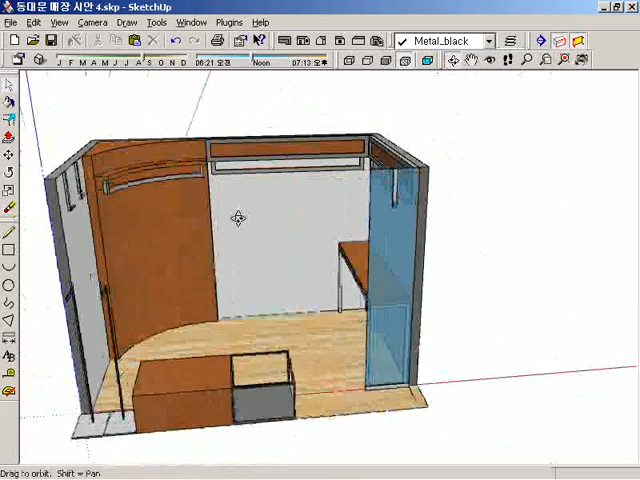 동대문 매장 시안 4.skp - SketchUp
File Edit View Camera Draw Tools Window Plugins Help
Metal_black
J F M A M J J A S O N D 06:21 오전 Noon 07:13 오후
Drag to orbit. Shift = Pan